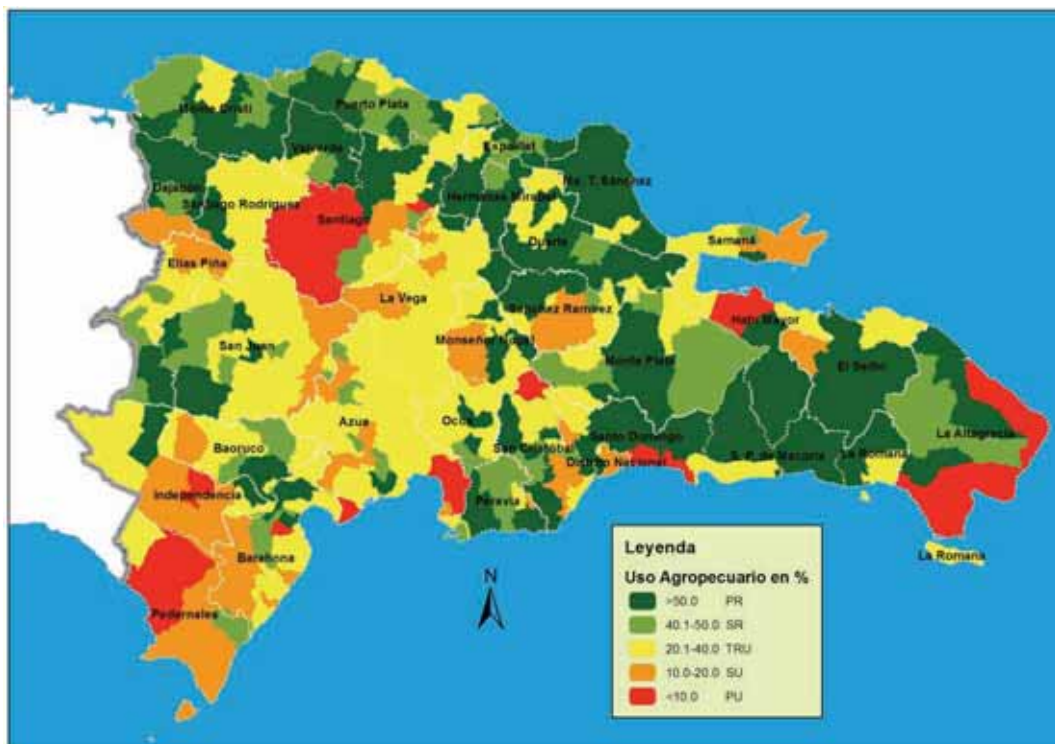 Monte Cristi
Puerto Plata
Valverde
Espaillat
Dajabón
Santiago Rodríguez
Santiago
Hermanas Mirabal
Ma. T. Sánchez
Duarte
Samaná
Elías Piña
La Vega
Sánchez Ramírez
Hato Mayor
San Juan
Monseñor Nouel
Monte Plata
El Seibo
Azua
Ocoa
Baoruco
San Cristóbal
Santo Domingo
Distrito Nacional
S. P. de Macorís
La Romana
La Altagracia
Independencia
Peravia
Barahona
La Romana
Pedernales
N
Leyenda
Uso Agropecuario en %
>50.0 PR
40.1-50.0 SR
20.1-40.0 TRU
10.0-20.0 SU
<10.0 PU